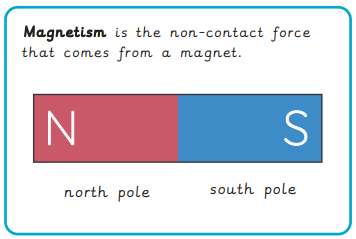 Magnetism is the non-contact force
that comes from a magnet.
N S
north pole south pole